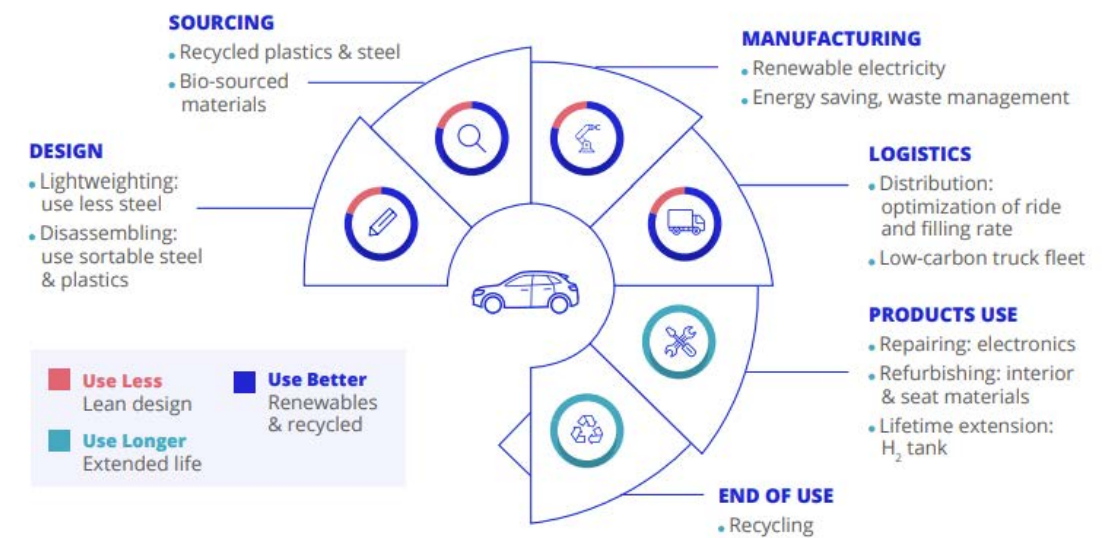 SOURCING
• Recycled plastics & steel
• Bio-sourced
materials
MANUFACTURING
• Renewable electricity
• Energy saving, waste management
DESIGN
• Lightweighting:
use less steel
• Disassembling:
use sortable steel
& plastics
LOGISTICS
• Distribution:
optimization of ride
and filling rate
• Low-carbon truck fleet
PRODUCTS USE
• Repairing: electronics
• Refurbishing: interior
& seat materials
• Lifetime extension:
H₂ tank
Use Less
Lean design
Use Longer
Extended life
Use Better
Renewables
& recycled
END OF USE
• Recycling